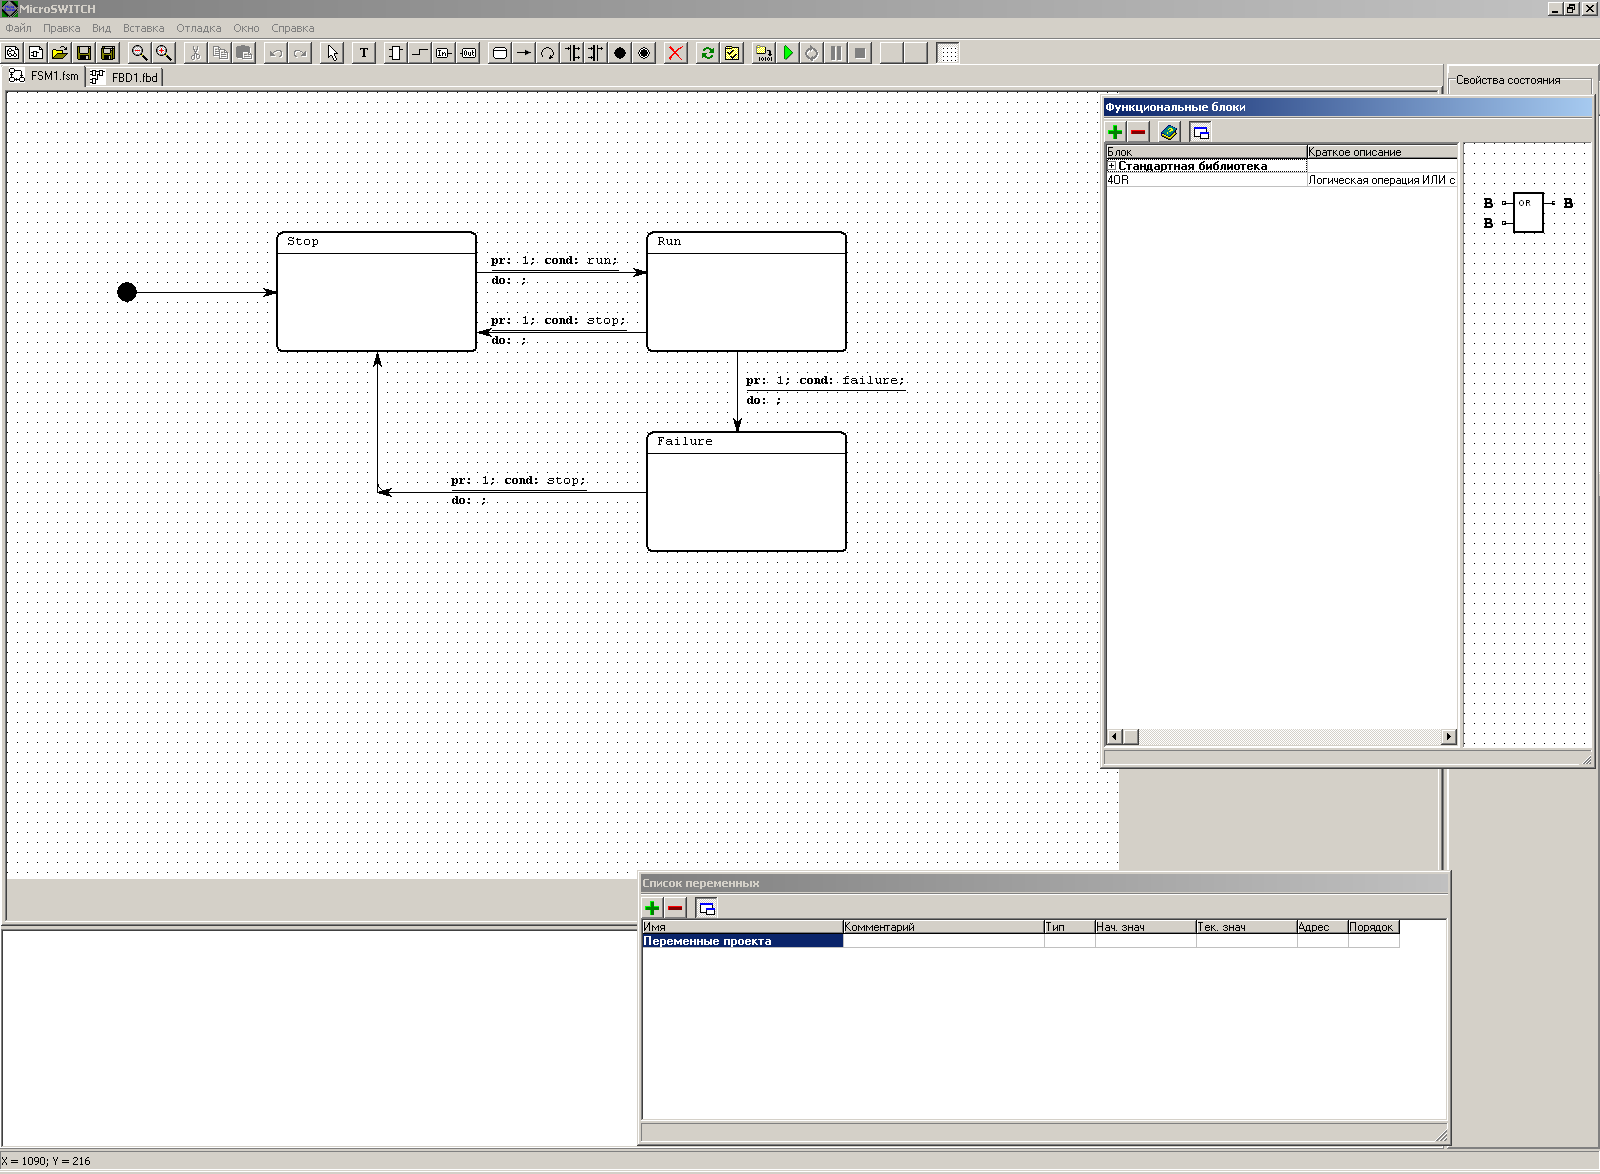 MicroSWITCH
Файл Правка Вид Вставка Отладка Окно Справка
T In Out
FSM1.fsm FBD1.fbd
Свойства состояния
Функциональные блоки
Блок Краткое описание
Стандартная библиотека
4OR Логическая операция ИЛИ с
B OR B
B
Stop
Run
pr: 1; cond: run;
do: ;
pr: 1; cond: stop;
do: ;
pr: 1; cond: failure;
do: ;
Failure
pr: 1; cond: stop;
do: ;
Список переменных
Имя Комментарий Тип Нач. знач Тек. знач Адрес Порядок
Переменные проекта
X = 1090; Y = 216